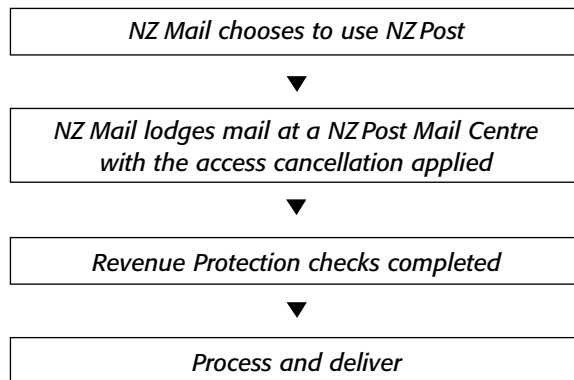 NZ Mail chooses to use NZ Post
NZ Mail lodges mail at a NZ Post Mail Centre
with the access cancellation applied
Revenue Protection checks completed
Process and deliver